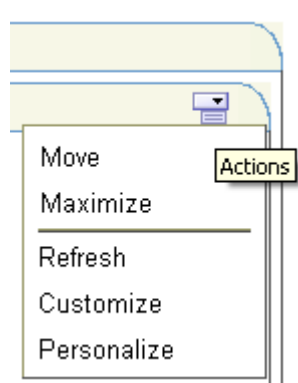 Move
Actions
Maximize
Refresh
Customize
Personalize